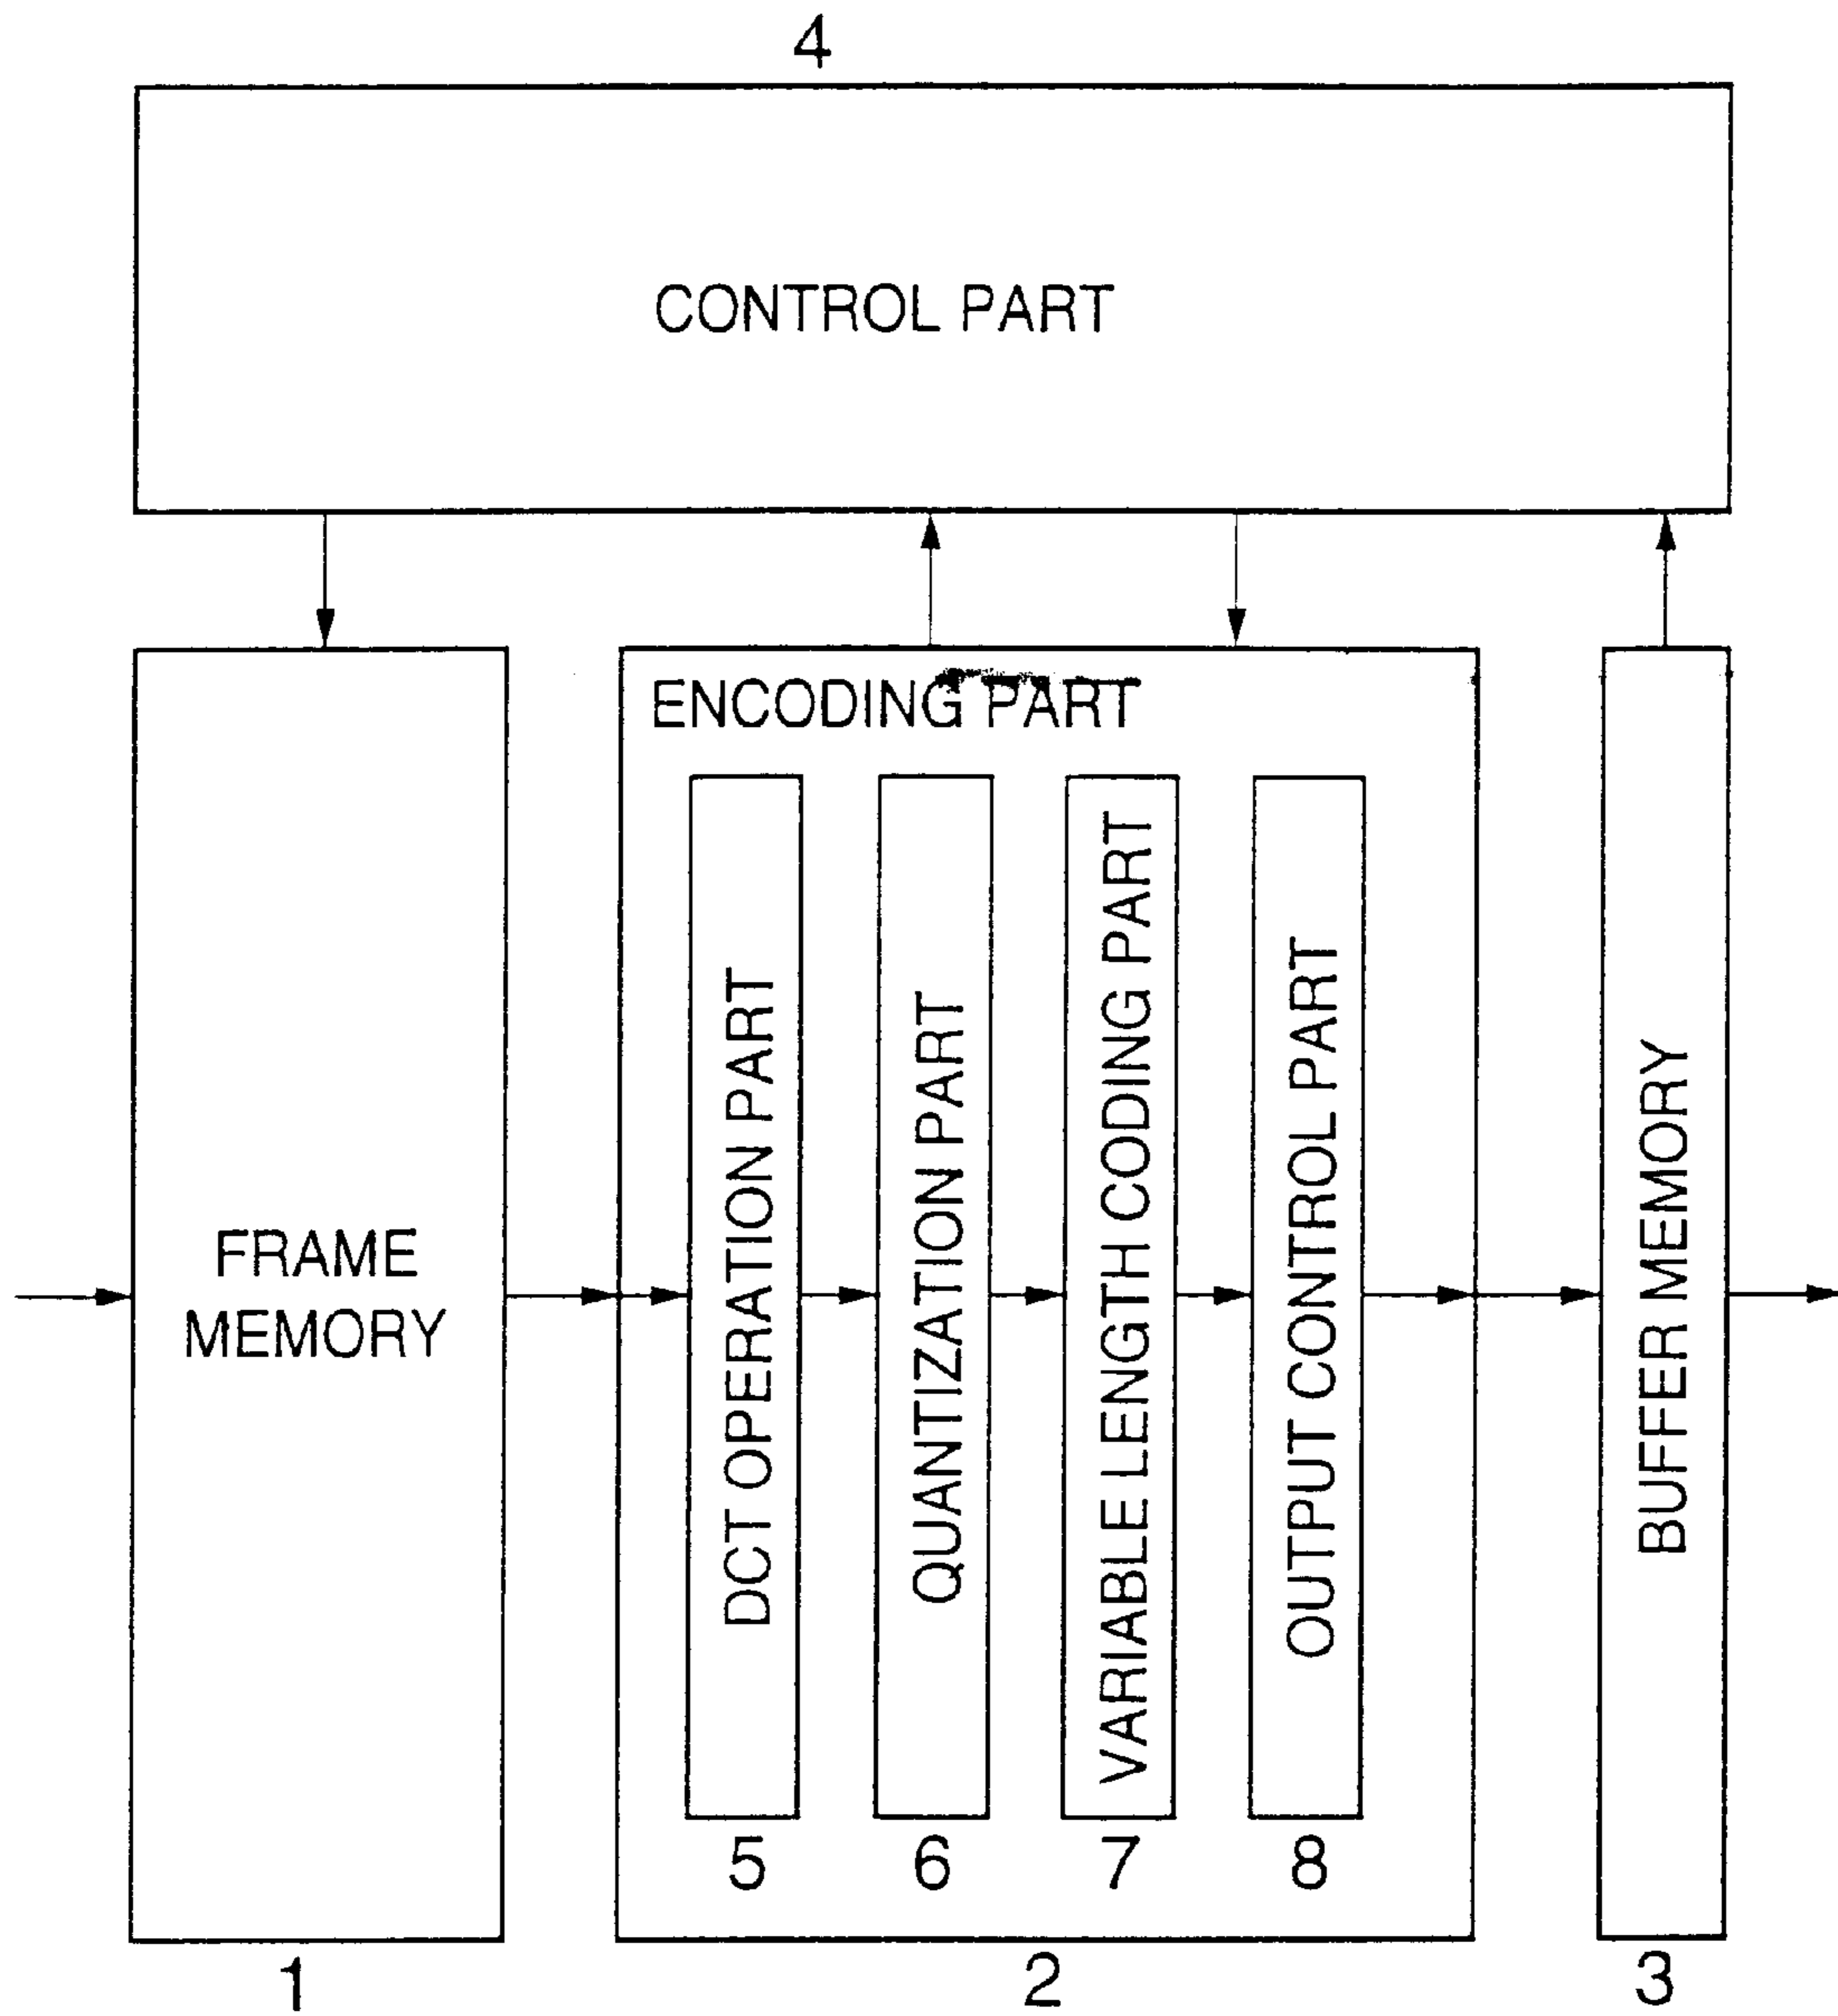 4
CONTROL PART
ENCODING PART
FRAME
MEMORY
DCT OPERATION PART
QUANTIZATION PART
VARIABLE LENGTH CODING PART
OUTPUT CONTROL PART
BUFFER MEMORY
5
6
7
8
1
2
3